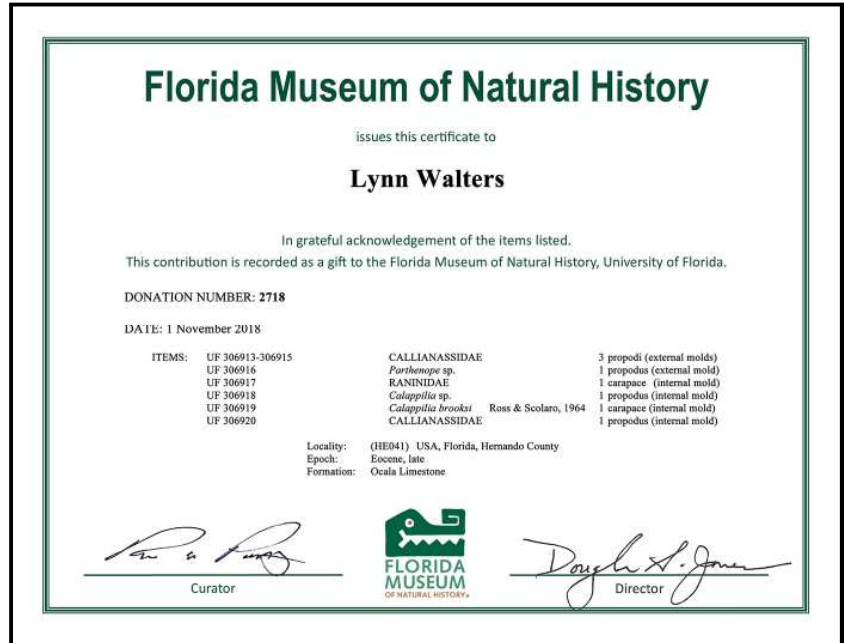 Florida Museum of Natural History
issues this certificate to
Lynn Walters
In grateful acknowledgement of the items listed.
This contribution is recorded as a gift to the Florida Museum of Natural History, University of Florida.
DONATION NUMBER: 2718
DATE: 1 November 2018
ITEMS: UF 306913-306915 CALLIANASSIDAE 3 propodi (external molds)
UF 306916 Parthenope sp. 1 propodus (external mold)
UF 306917 RANINIDAE 1 carapace (internal mold)
UF 306918 Calappilia sp. 1 propodus (internal mold)
UF 306919 Calappilia brooksi Ross & Scolaro, 1964 1 carapace (internal mold)
UF 306920 CALLIANASSIDAE 1 propodus (internal mold)
Locality: (HE041) USA, Florida, Hernando County
Epoch: Eocene, late
Formation: Ocala Limestone
Dougl S. Jones
Curator
FLORIDA
MUSEUM
OF NATURAL HISTORY
Director